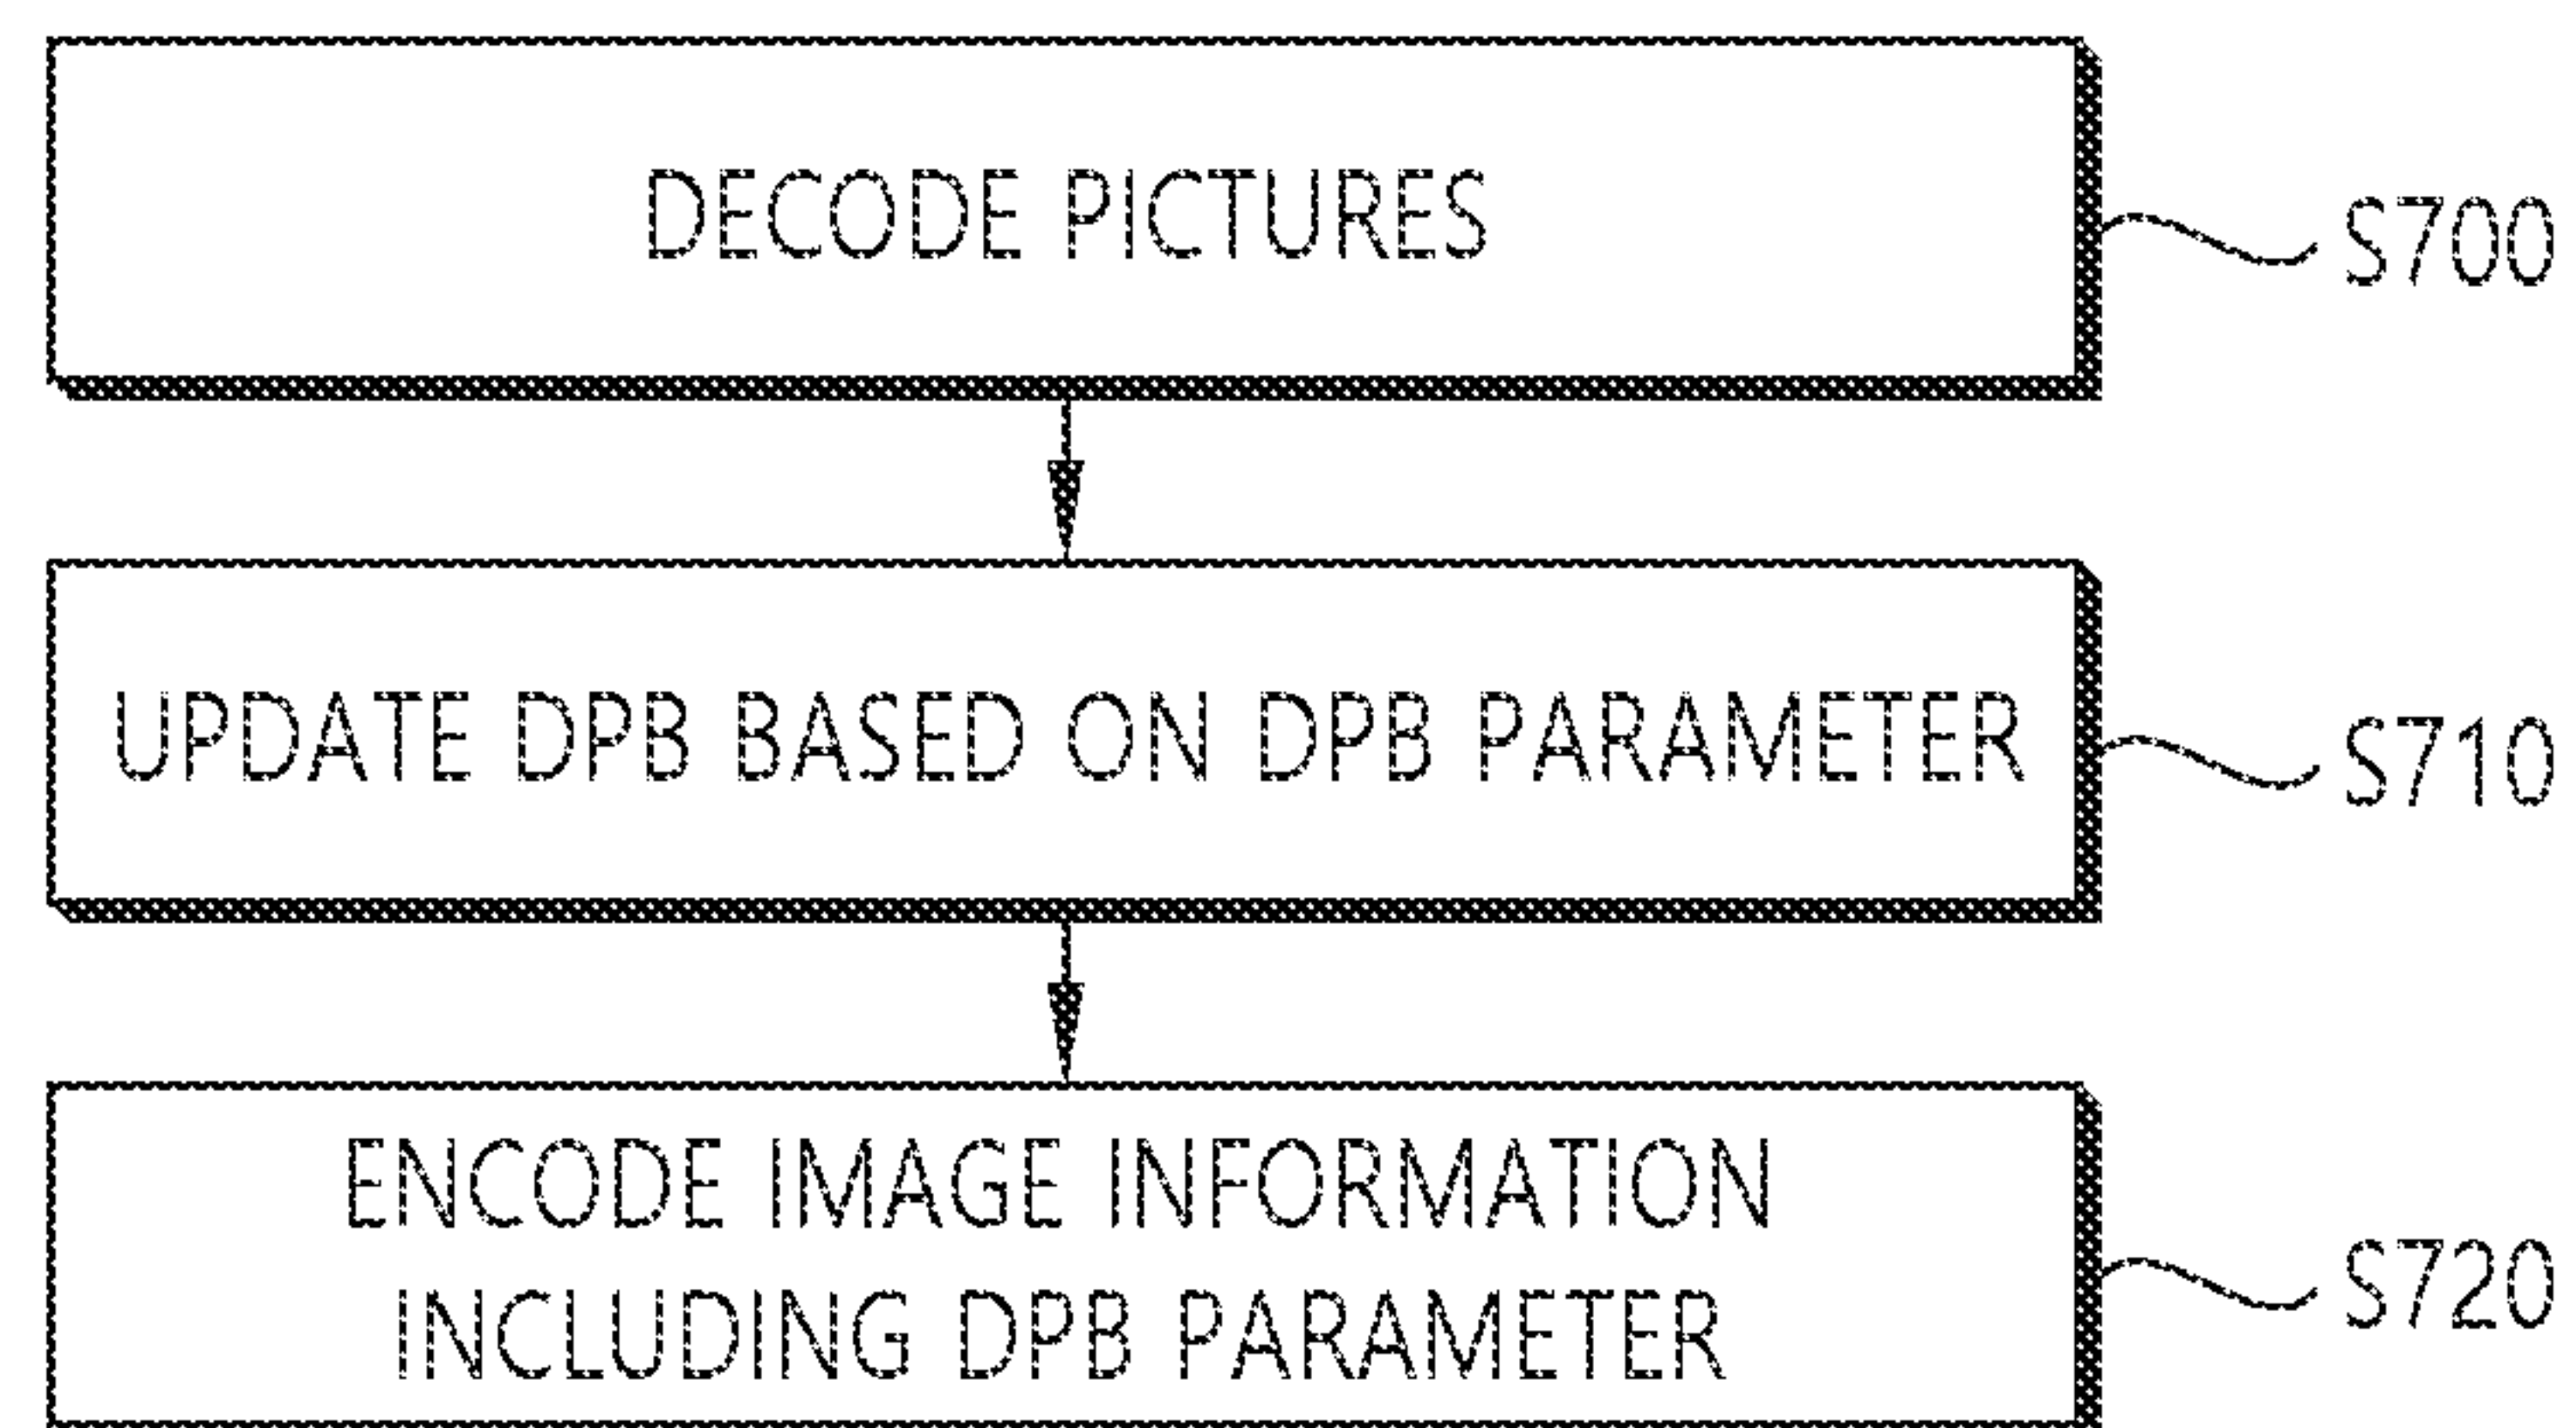 DECODE PICTURES
S700
UPDATE DPB BASED ON DPB PARAMETER
S710
ENCODE IMAGE INFORMATION
INCLUDING DPB PARAMETER
S720